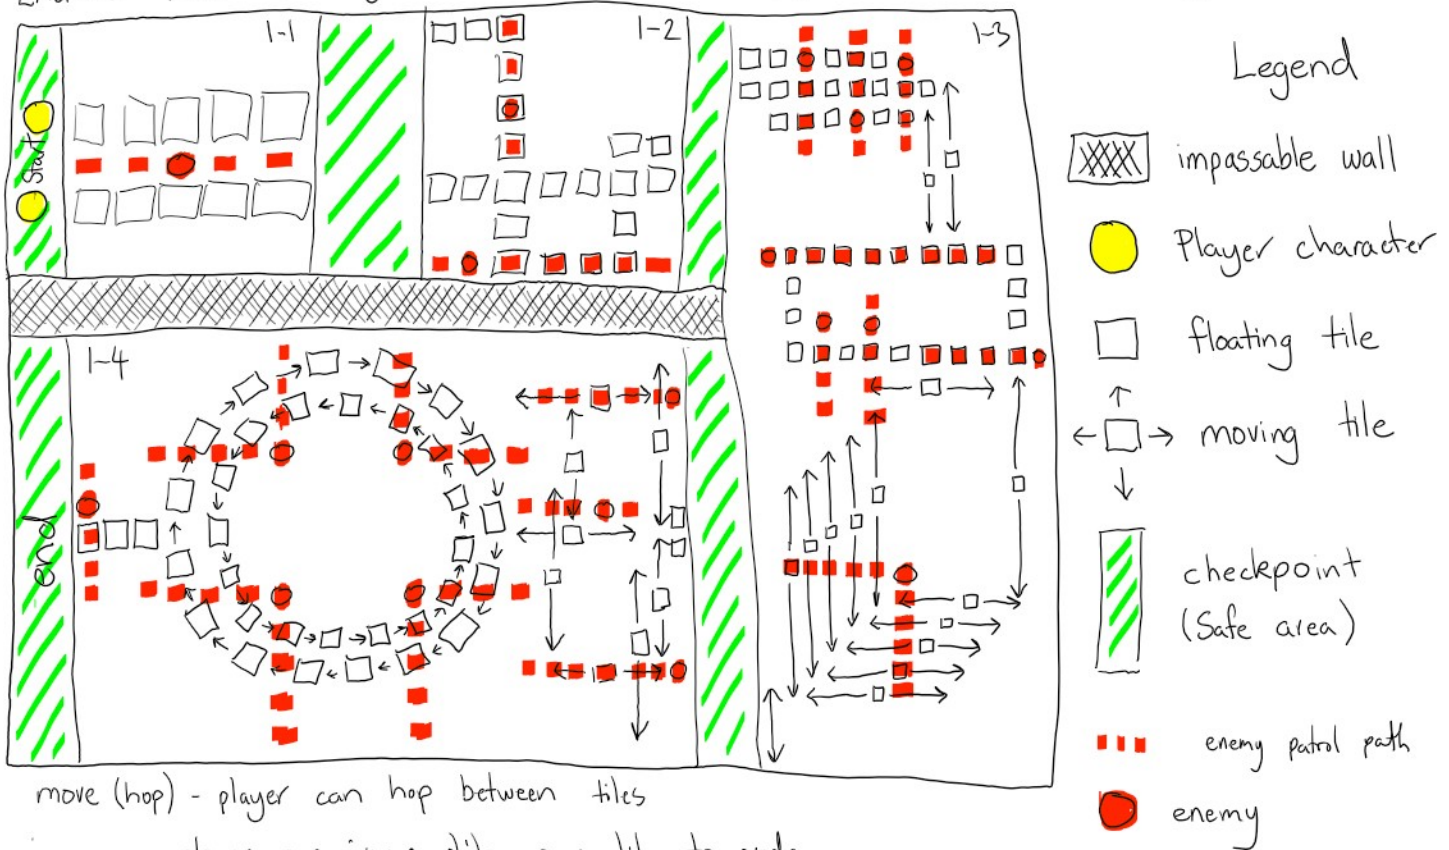 1-1
1-2
1-3
Start
1-4
end
Legend
impassable wall
Player character
floating tile
moving tile
checkpoint
(Safe area)
enemy patrol path
enemy
move (hop) - player can hop between tiles